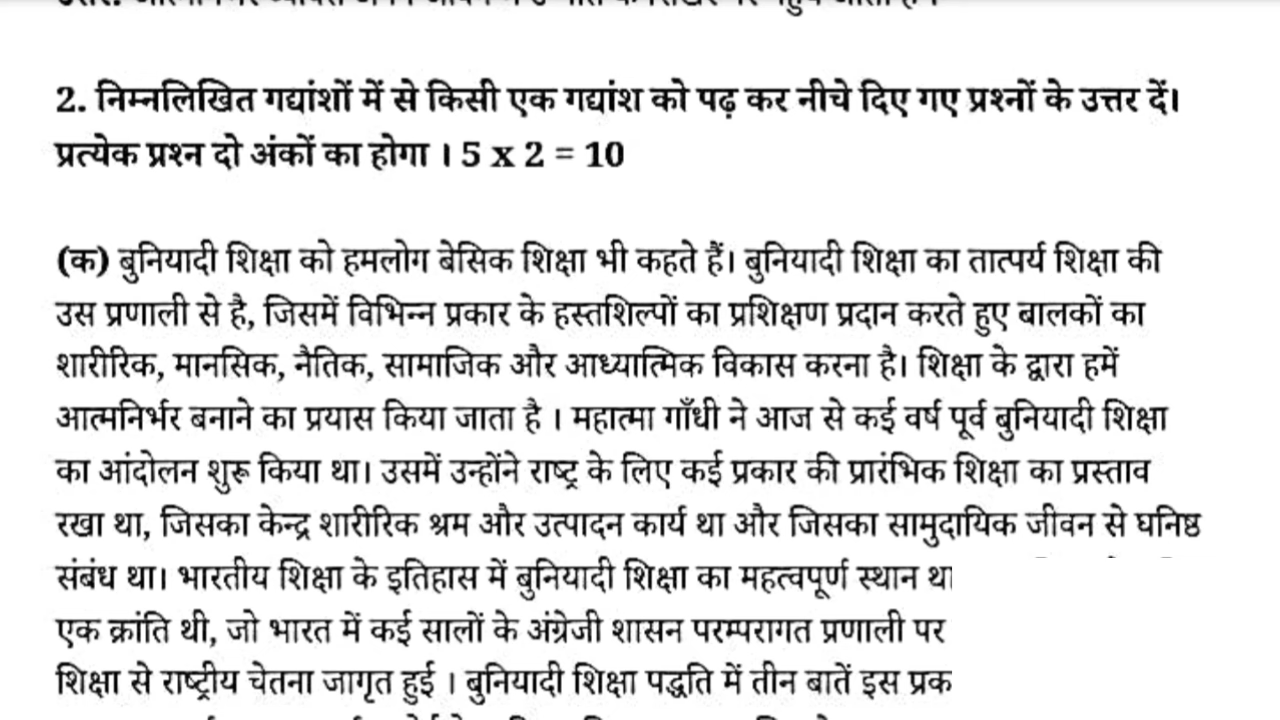 2. निम्नलिखित गद्यांशों में से किसी एक गद्यांश को पढ़ कर नीचे दिए गए प्रश्नों के उत्तर दें।
प्रत्येक प्रश्न दो अंकों का होगा । 5 x 2 = 10
(क) बुनियादी शिक्षा को हमलोग बेसिक शिक्षा भी कहते हैं। बुनियादी शिक्षा का तात्पर्य शिक्षा की
उस प्रणाली से है, जिसमें विभिन्न प्रकार के हस्तशिल्पों का प्रशिक्षण प्रदान करते हुए बालकों का
शारीरिक, मानसिक, नैतिक, सामाजिक और आध्यात्मिक विकास करना है। शिक्षा के द्वारा हमें
आत्मनिर्भर बनाने का प्रयास किया जाता है । महात्मा गाँधी ने आज से कई वर्ष पूर्व बुनियादी शिक्षा
का आंदोलन शुरू किया था। उसमें उन्होंने राष्ट्र के लिए कई प्रकार की प्रारंभिक शिक्षा का प्रस्ताव
रखा था, जिसका केन्द्र शारीरिक श्रम और उत्पादन कार्य था और जिसका सामुदायिक जीवन से घनिष्ठ
संबंध था। भारतीय शिक्षा के इतिहास में बुनियादी शिक्षा का महत्वपूर्ण स्थान था
एक क्रांति थी, जो भारत में कई सालों के अंग्रेजी शासन परम्परागत प्रणाली पर
शिक्षा से राष्ट्रीय चेतना जागृत हुई । बुनियादी शिक्षा पद्धति में तीन बातें इस प्रक